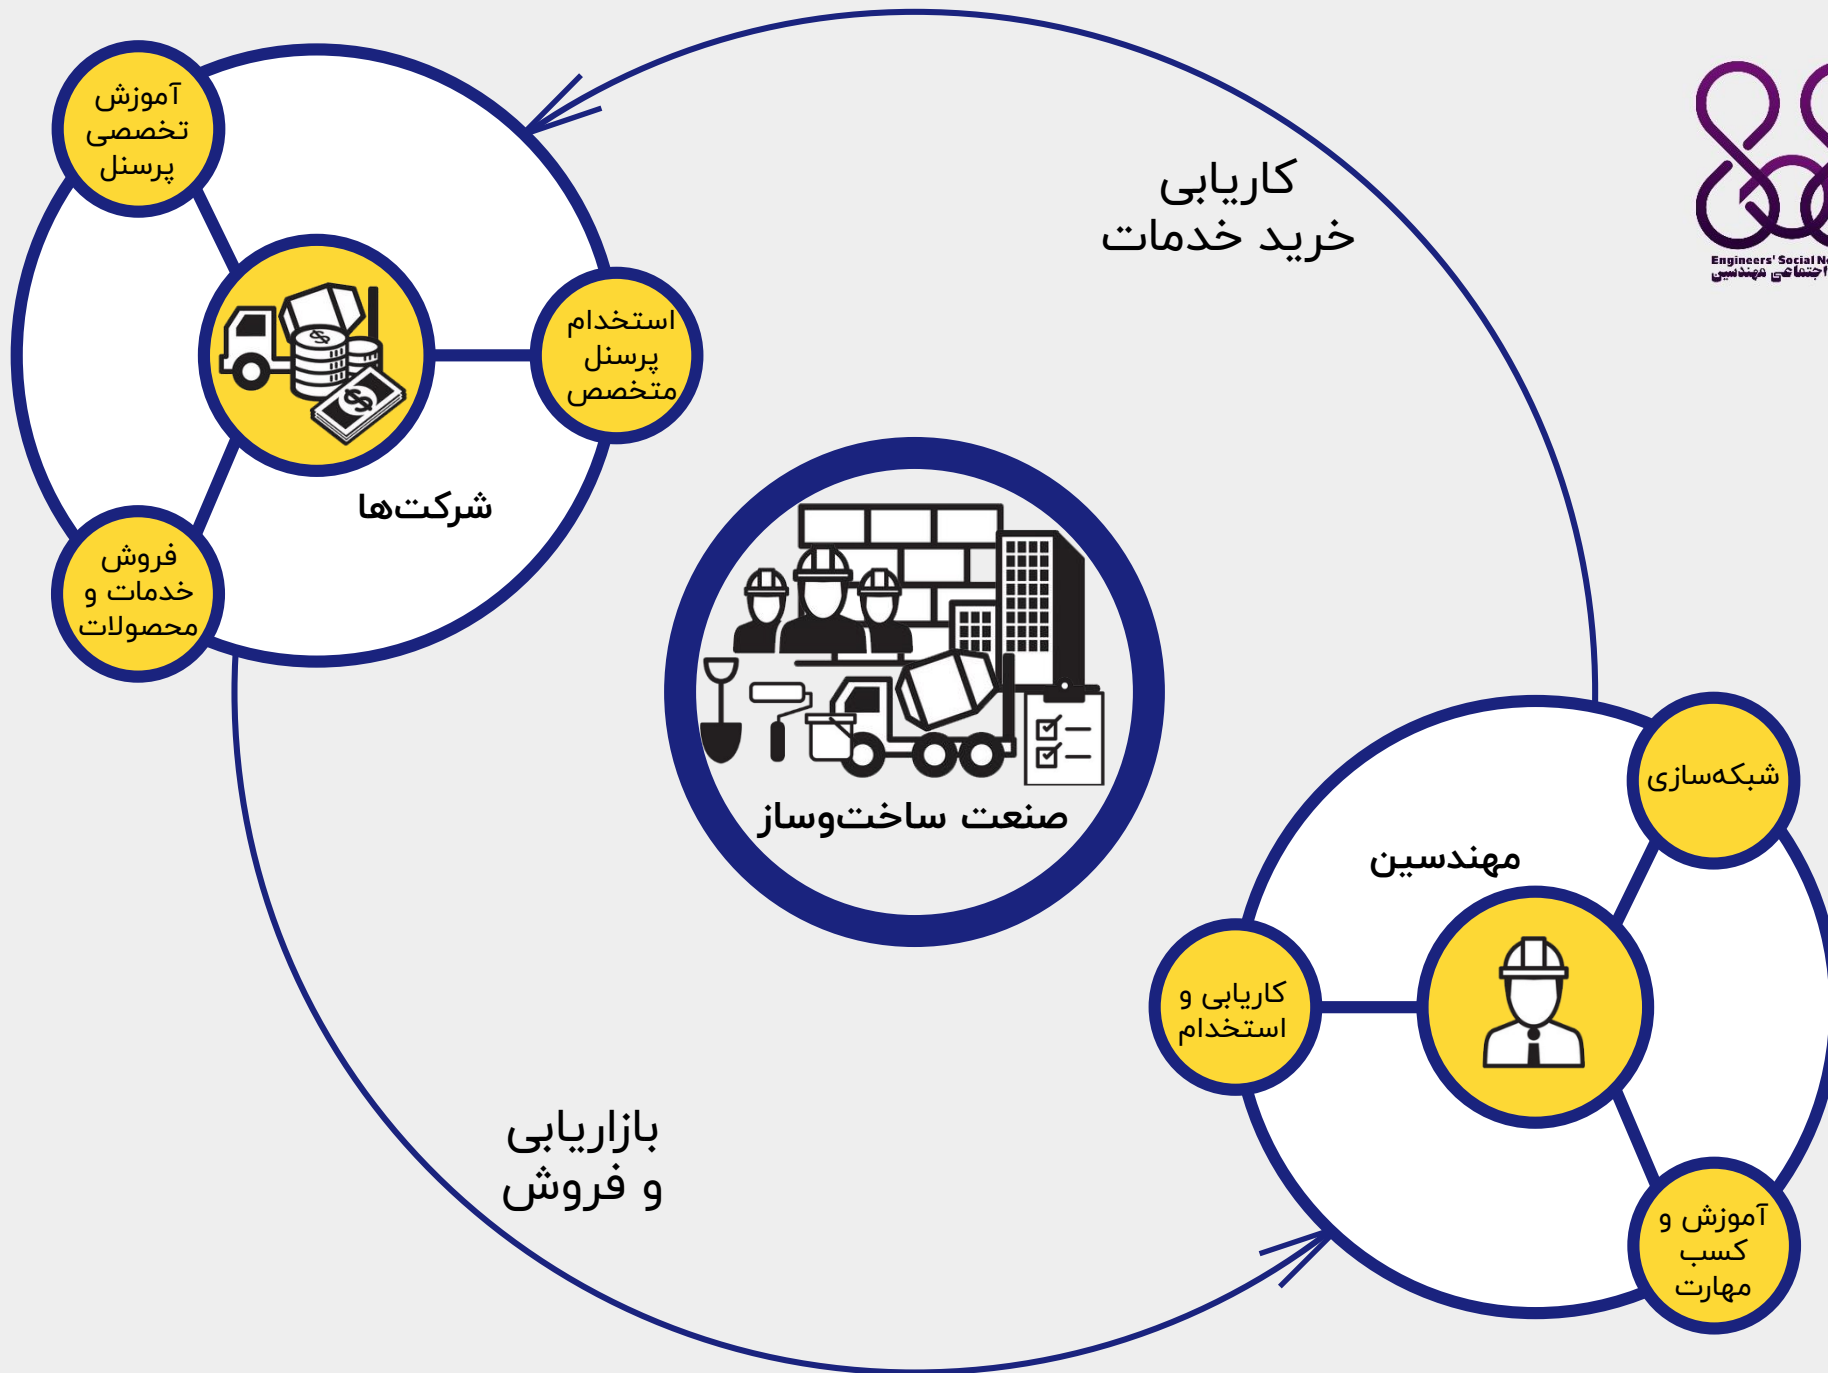 آموزش
تخصصی
پرسنل
استخدام
پرسنل
متخصص
فروش
خدمات و
محصولات
شرکت‌ها
کاریابی
خرید خدمات
Engineers' Social
اجتماعی مهندسین
صنعت ساخت‌وساز
مهندسین
شبکه‌سازی
کاریابی و
استخدام
آموزش و
کسب
مهارت
بازاریابی
و فروش